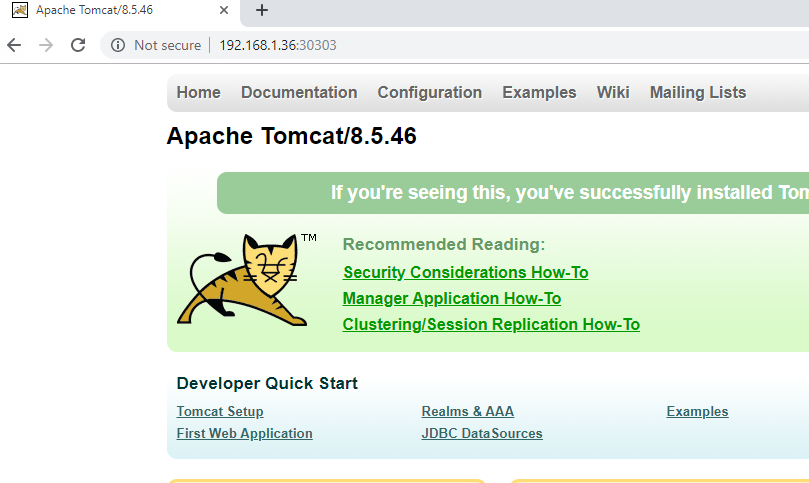 Apache Tomcat/8.5.46
Not secure 192.168.1.36:30303
Home Documentation Configuration Examples Wiki Mailing Lists
Apache Tomcat/8.5.46
If you're seeing this, you've successfully installed Tom
TM
Recommended Reading:
Security Considerations How-To
Manager Application How-To
Clustering/Session Replication How-To
Developer Quick Start
Tomcat Setup Realms & AAA Examples
First Web Application JDBC DataSources